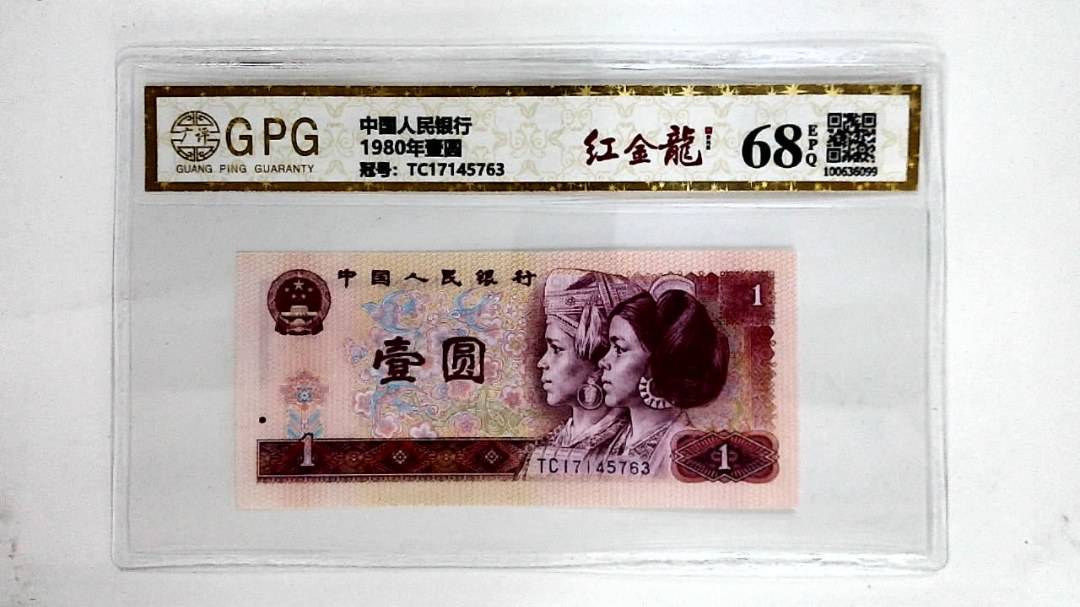 广评
GPG
GUANG PING GUARANTY
中国人民银行
1980年壹圆
冠号：TC17145763
红金龍
68
EPQ
100636099
中国人民银行
1
壹圆
1
TC17145763
1